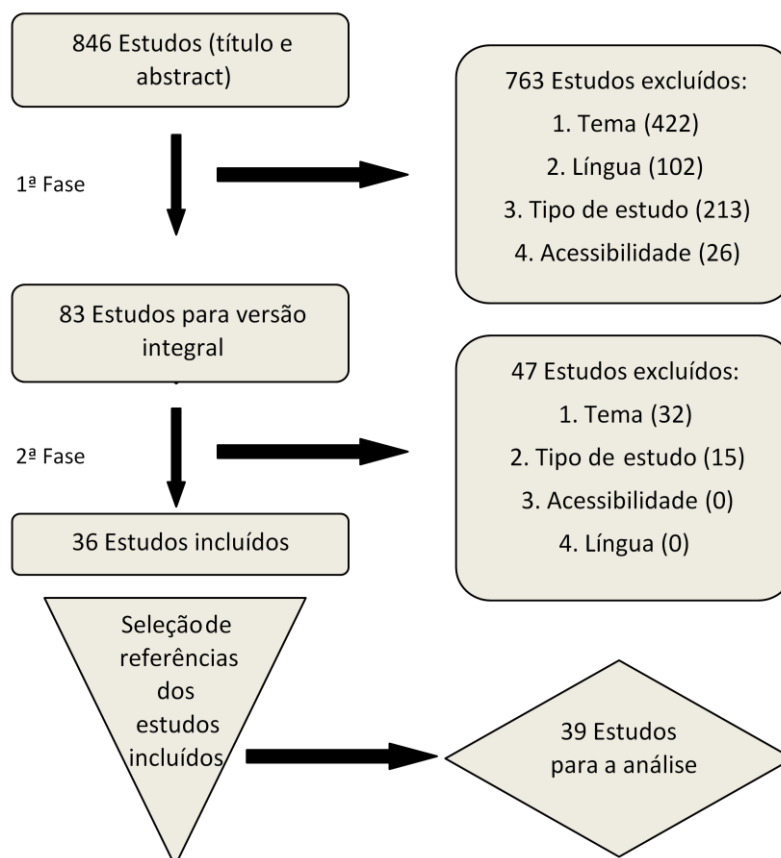 846 Estudos (título e
abstract)
763 Estudos excluídos:
1. Tema (422)
2. Língua (102)
3. Tipo de estudo (213)
4. Acessibilidade (26)
1ª Fase
83 Estudos para versão
integral
47 Estudos excluídos:
1. Tema (32)
2. Tipo de estudo (15)
3. Acessibilidade (0)
4. Língua (0)
2ª Fase
36 Estudos incluídos
Seleção de
referências
dos
estudos
incluídos
39 Estudos
para a análise